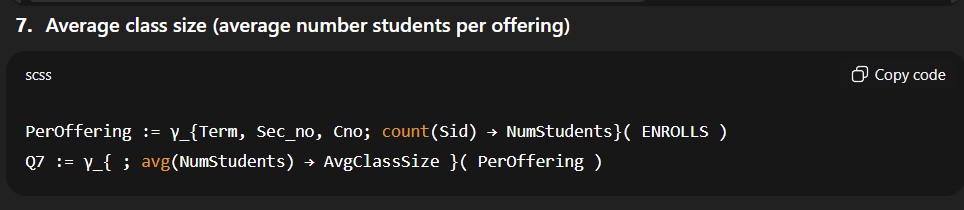 7. Average class size (average number students per offering)
scss
Copy code
PerOffering := γ_{Term, Sec_no, Cno; count(Sid) → NumStudents}( ENROLLS )
Q7 := γ_{ ; avg(NumStudents) → AvgClassSize }( PerOffering )